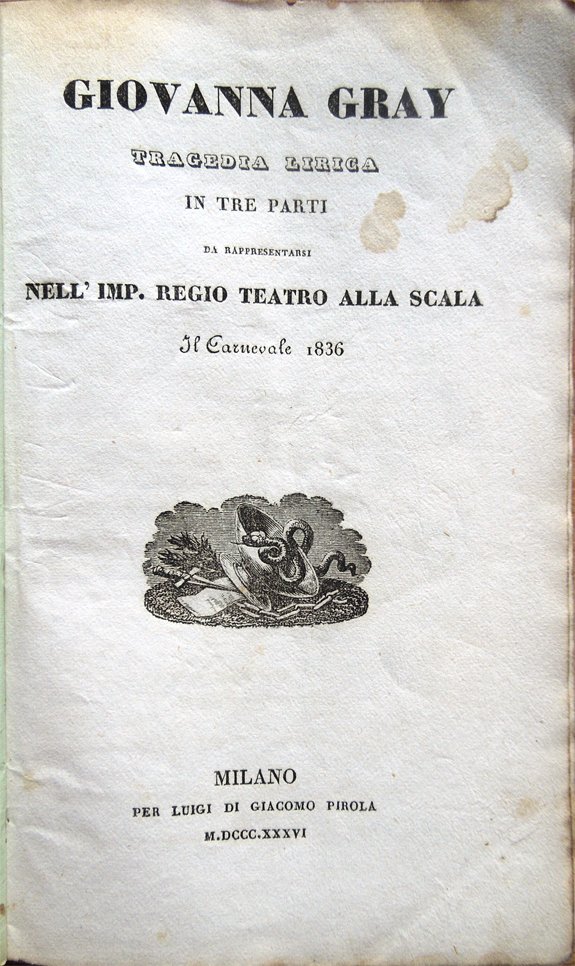 GIOVANNA GRAY
TRAGEDIA LIRICA
IN TRE PARTI
DA RAPPRESENTARSI
NELL' IMP. REGIO TEATRO ALLA SCALA
Il Carnevale 1836
MILANO
PER LUIGI DI GIACOMO PIROLA
M.DCCC.XXXVI